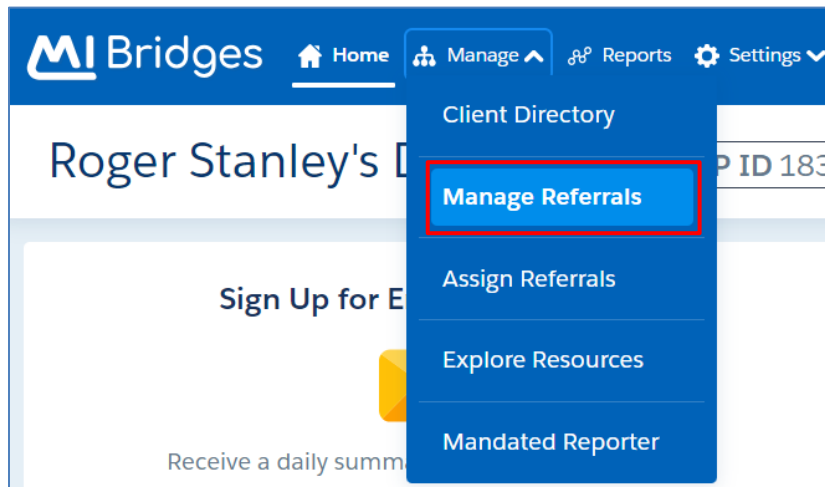 MI Bridges Home Manage Reports Settings
Client Directory
Roger Stanley's P ID 183
Manage Referrals
Assign Referrals
Sign Up for E
Explore Resources
Mandated Reporter
Receive a daily summ